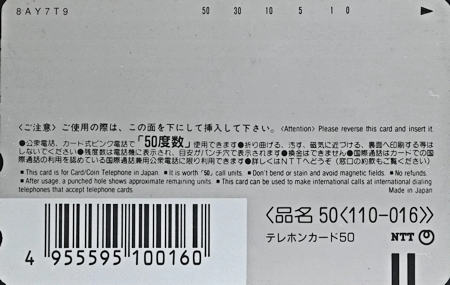 8AY7T9 50 30 10 5 1 0
〈ご注意〉ご使用の際は、この面を下にして挿入して下さい。〈Attention〉Please reverse this card and insert it.
●公衆電話、カード式ピンク電話で「50度数」使用できます●折り曲げる、汚す、磁気に近づける、裏面へ印刷する等は
しないでください●残度数は電話機に表示され、目安がパンチ穴で表示されます●換金はできません●国際通話はカードでの国
際通話の利用を認めている国際通話兼用公衆電話に限り利用できます●詳しくはNTTへどうぞ（窓口の約款もご覧ください）
■This card is for Card/Coin Telephone in Japan. ■It is worth '50, call units. ■Don't bend or stain and avoid magnetic fields. ■No refunds.
■After usage, a punched hole shows approximate remaining units. ■This card can be used to make international calls at international dialing
telephones that accept telephone cards. Made in Japan
〈品名 50〈110-016〉〉
テレホンカード50 NTT
4 955595 100160